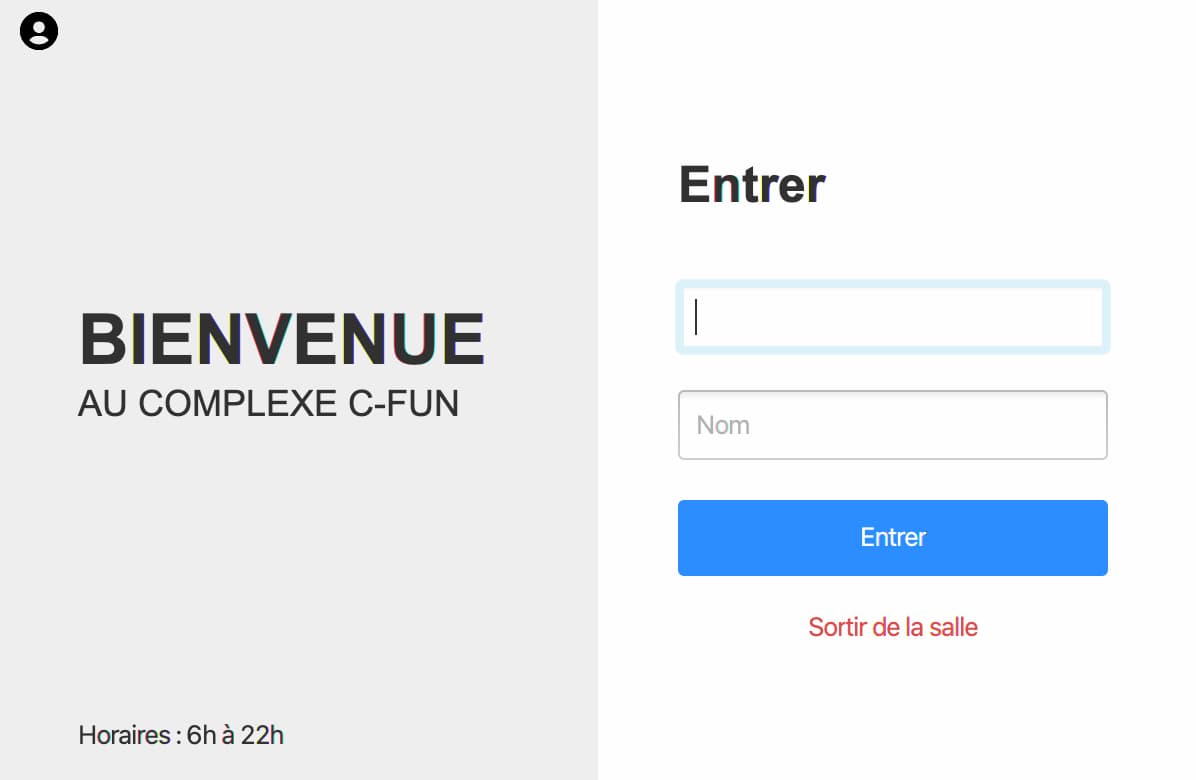 BIENVENUE
AU COMPLEXE C-FUN
Horaires : 6h à 22h
Entrer
Nom
Entrer
Sortir de la salle